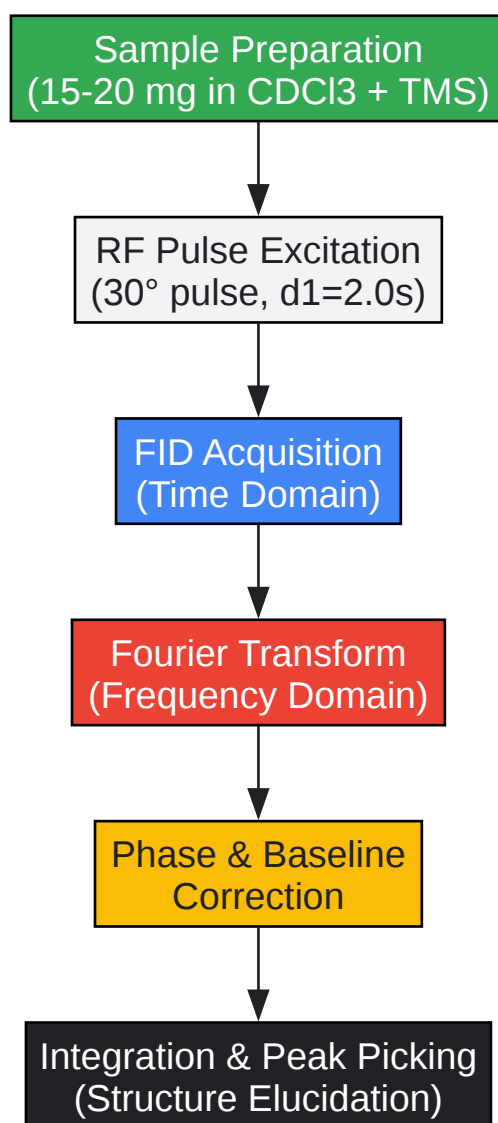 Sample Preparation
(15-20 mg in CDCl3 + TMS)
RF Pulse Excitation
(30° pulse, d1=2.0s)
FID Acquisition
(Time Domain)
Fourier Transform
(Frequency Domain)
Phase & Baseline
Correction
Integration & Peak Picking
(Structure Elucidation)